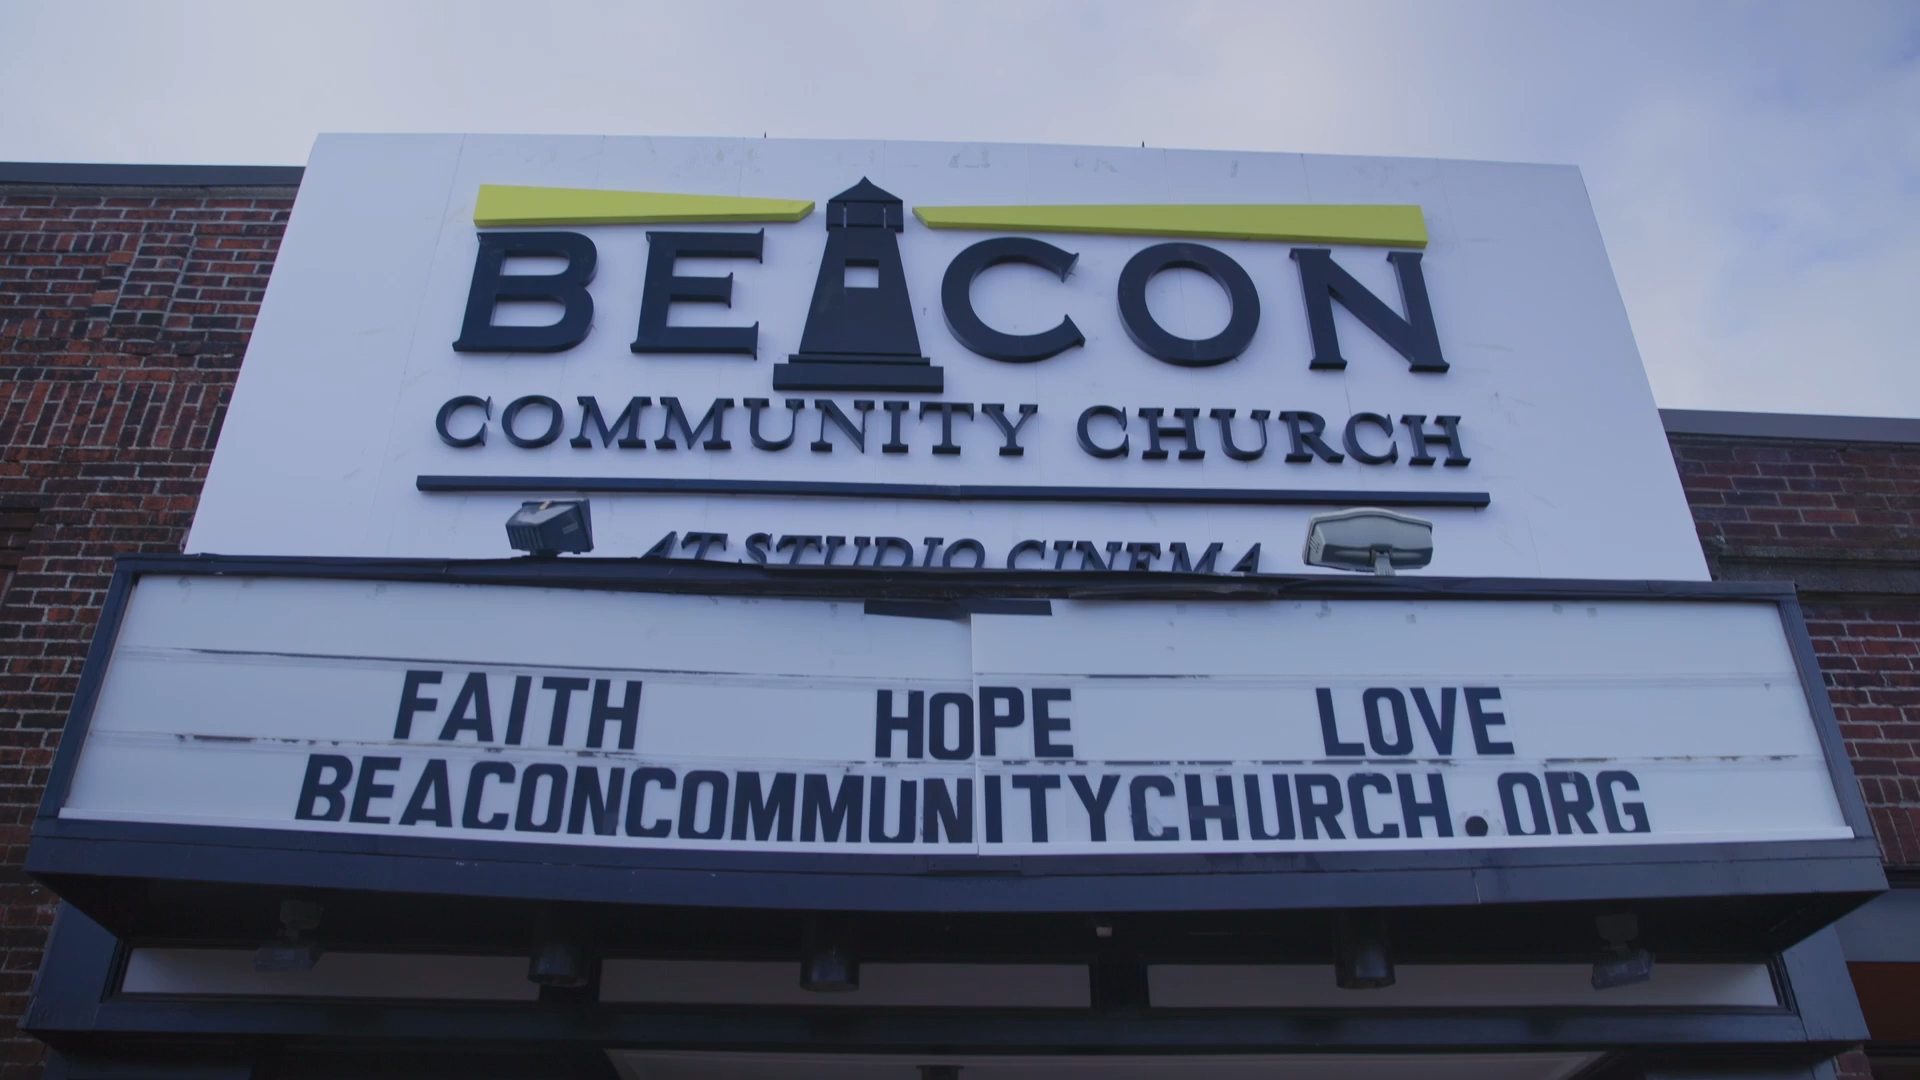 BEACON
COMMUNITY CHURCH
AT STUDIO CINEMA
FAITH HOPE LOVE
BEACONCOMMUNITYCHURCH.ORG